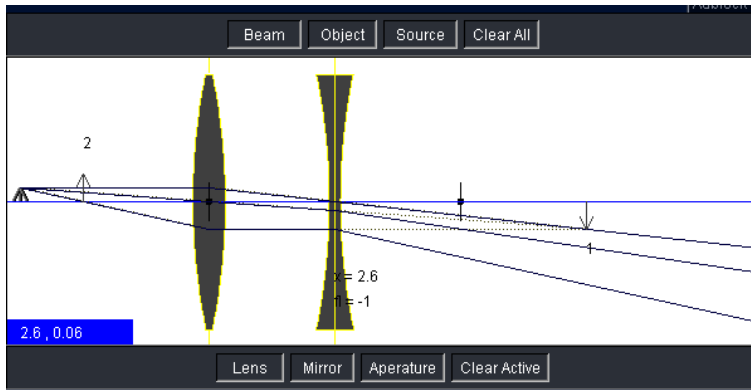 Adblock
Beam Object Source Clear All
2
1
x= 2.6
fl= -1
2.6 , 0.06
Lens Mirror Aperature Clear Active